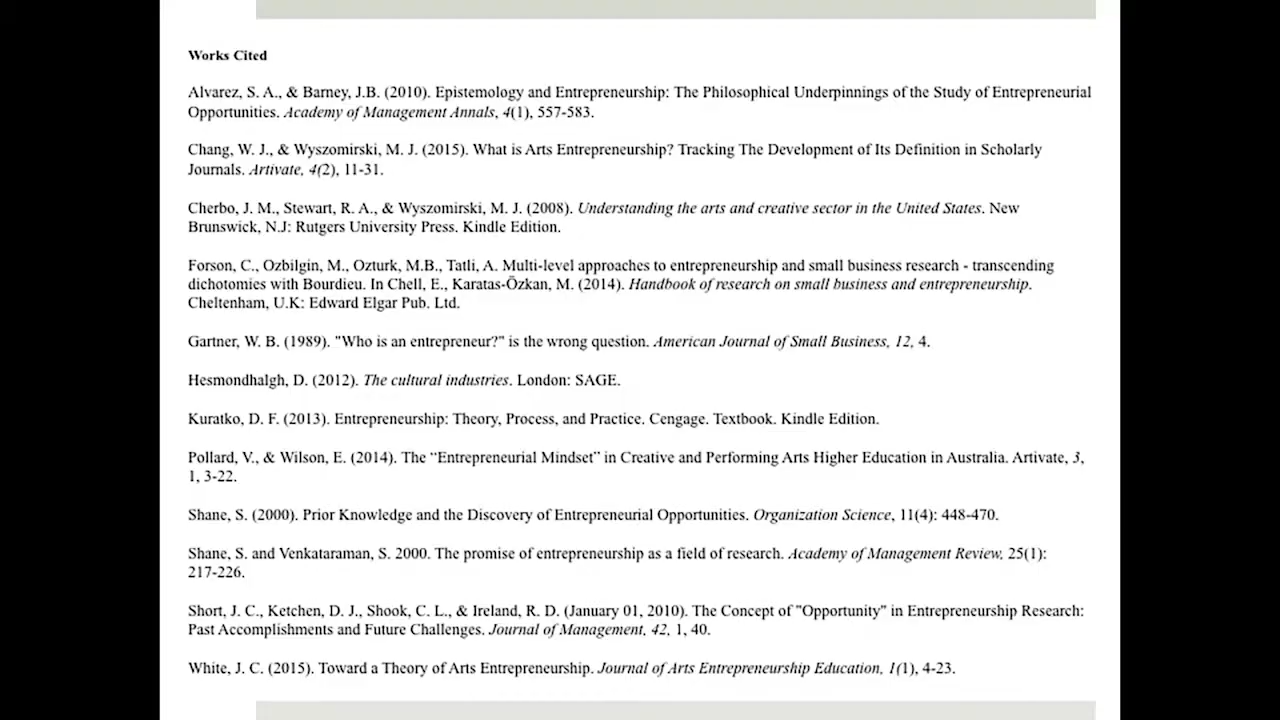 Works Cited
Alvarez, S. A., & Barney, J.B. (2010). Epistemology and Entrepreneurship: The Philosophical Underpinnings of the Study of Entrepreneurial
Opportunities. Academy of Management Annals, 4(1), 557-583.
Chang, W. J., & Wyszomirski, M. J. (2015). What is Arts Entrepreneurship? Tracking The Development of Its Definition in Scholarly
Journals. Artivate, 4(2), 11-31.
Cherbo, J. M., Stewart, R. A., & Wyszomirski, M. J. (2008). Understanding the arts and creative sector in the United States. New
Brunswick, N.J: Rutgers University Press. Kindle Edition.
Forson, C., Ozbilgin, M., Ozturk, M.B., Tatli, A. Multi-level approaches to entrepreneurship and small business research - transcending
dichotomies with Bourdieu. In Chell, E., Karatas-Özkan, M. (2014). Handbook of research on small business and entrepreneurship.
Cheltenham, U.K: Edward Elgar Pub. Ltd.
Gartner, W. B. (1989). "Who is an entrepreneur?" is the wrong question. American Journal of Small Business, 12, 4.
Hesmondhalgh, D. (2012). The cultural industries. London: SAGE.
Kuratko, D. F. (2013). Entrepreneurship: Theory, Process, and Practice. Cengage. Textbook. Kindle Edition.
Pollard, V., & Wilson, E. (2014). The “Entrepreneurial Mindset” in Creative and Performing Arts Higher Education in Australia. Artivate, 3,
1, 3-22.
Shane, S. (2000). Prior Knowledge and the Discovery of Entrepreneurial Opportunities. Organization Science, 11(4): 448-470.
Shane, S. and Venkataraman, S. 2000. The promise of entrepreneurship as a field of research. Academy of Management Review, 25(1):
217-226.
Short, J. C., Ketchen, D. J., Shook, C. L., & Ireland, R. D. (January 01, 2010). The Concept of "Opportunity" in Entrepreneurship Research:
Past Accomplishments and Future Challenges. Journal of Management, 42, 1, 40.
White, J. C. (2015). Toward a Theory of Arts Entrepreneurship. Journal of Arts Entrepreneurship Education, 1(1), 4-23.